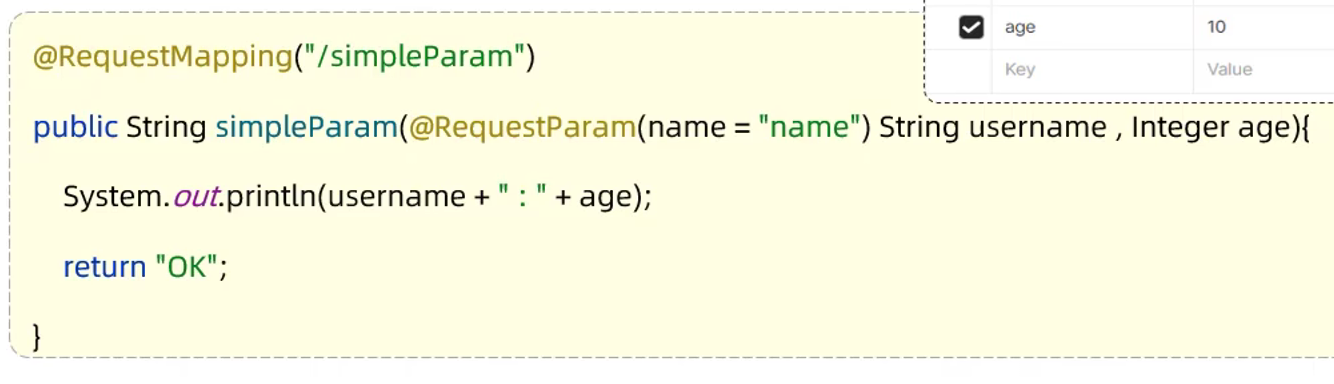 age 10
Key Value
@RequestMapping("/simpleParam")
public String simpleParam(@RequestParam(name = "name") String username , Integer age){
System.out.println(username + " : " + age);
return "OK";
}